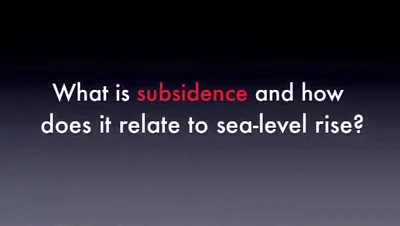 What is subsidence and how
does it relate to sea-level rise?